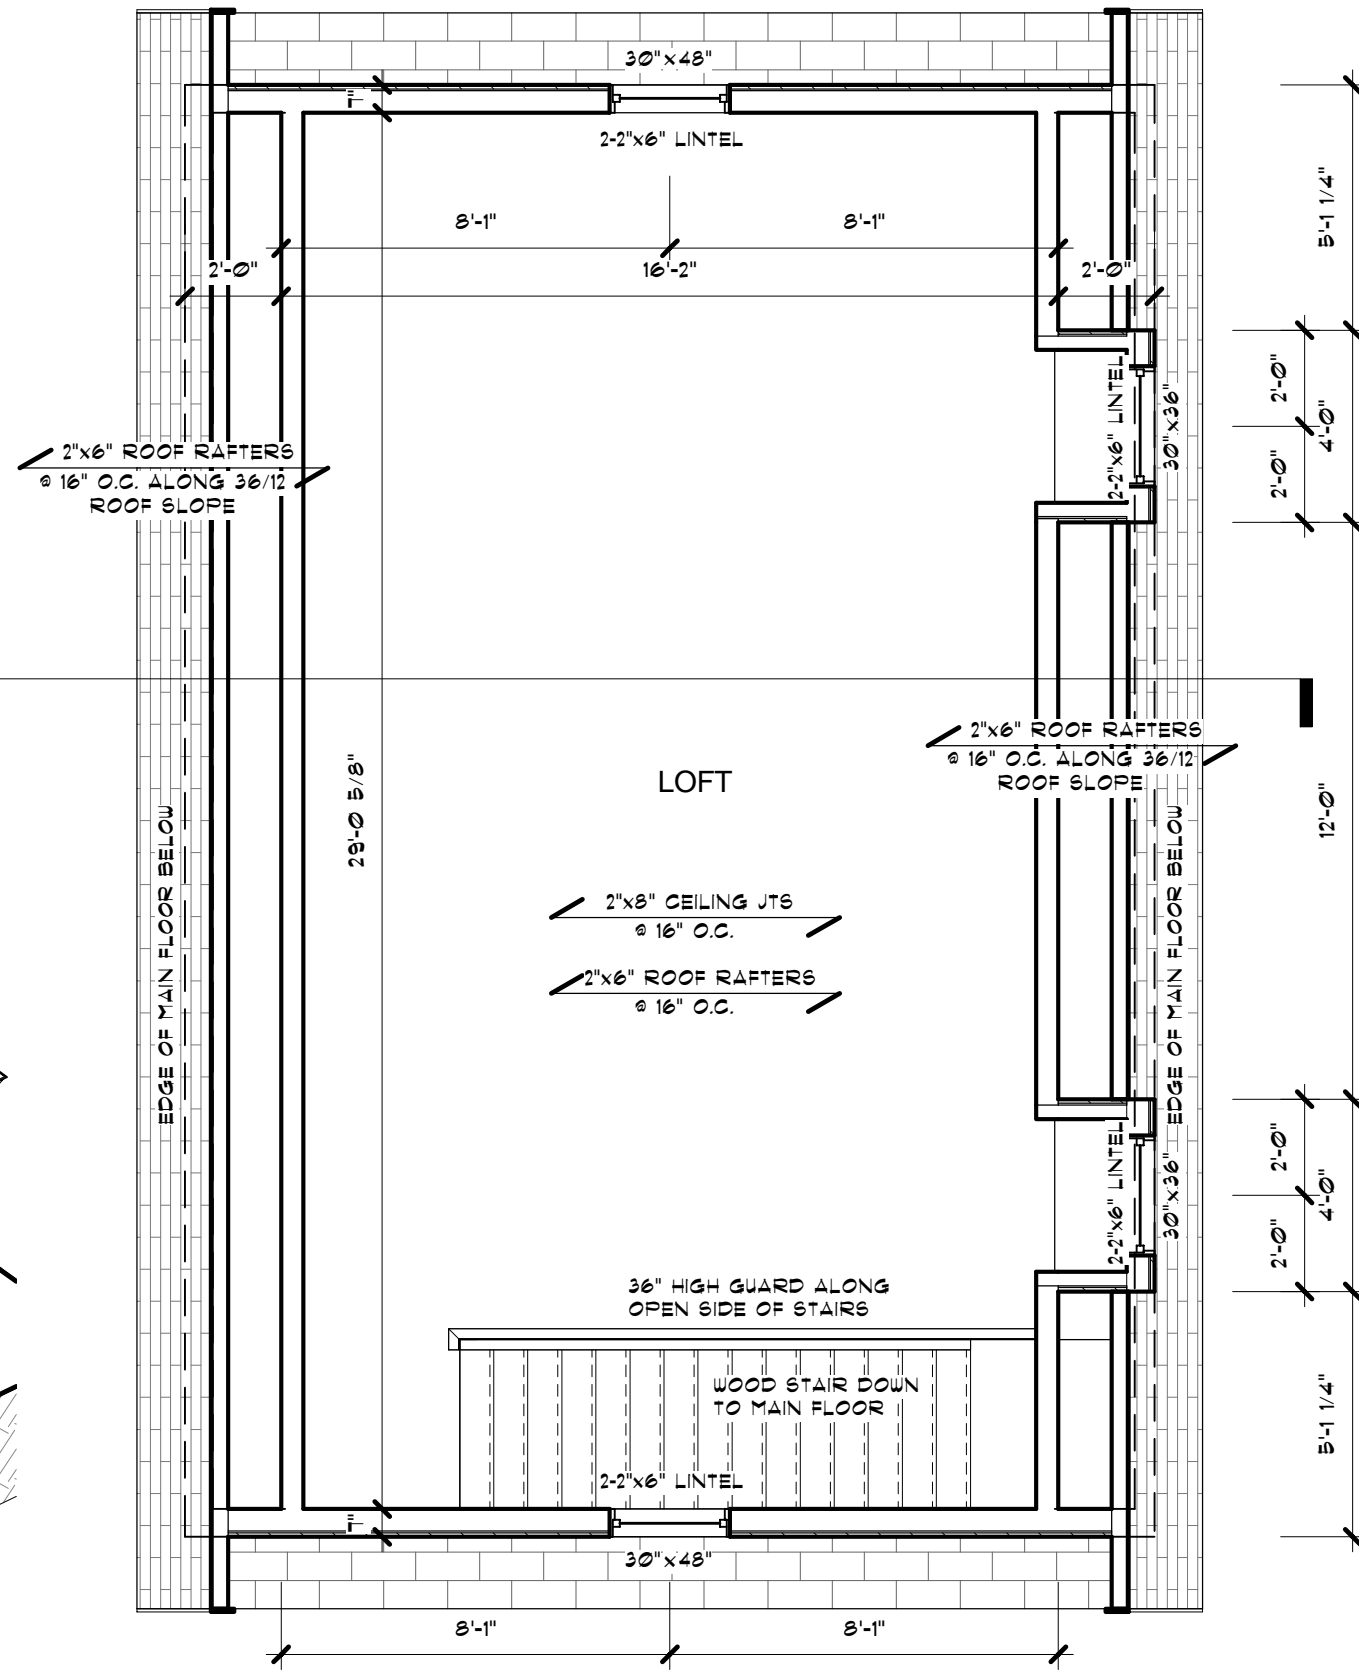 30"x48"
7"
2-2"x6" LINTEL
8'-1"
8'-1"
2'-0"
16'-2"
2'-0"
5'-1 1/4"
2'-0"
4'-0"
2'-0"
2-2"x6" LINTEL
30"x36"
2"x6" ROOF RAFTERS
@ 16" O.C. ALONG 36/12
ROOF SLOPE
2"x6" ROOF RAFTERS
@ 16" O.C. ALONG 36/12
ROOF SLOPE
LOFT
29'-0 5/8"
12'-0"
EDGE OF MAIN FLOOR BELOW
EDGE OF MAIN FLOOR BELOW
2"x8" CEILING JTS
@ 16" O.C.
2"x6" ROOF RAFTERS
@ 16" O.C.
2-2"x6" LINTEL
30"x36"
2'-0"
4'-0"
2'-0"
36" HIGH GUARD ALONG
OPEN SIDE OF STAIRS
WOOD STAIR DOWN
TO MAIN FLOOR
5'-1 1/4"
2-2"x6" LINTEL
7"
30"x48"
8'-1"
8'-1"